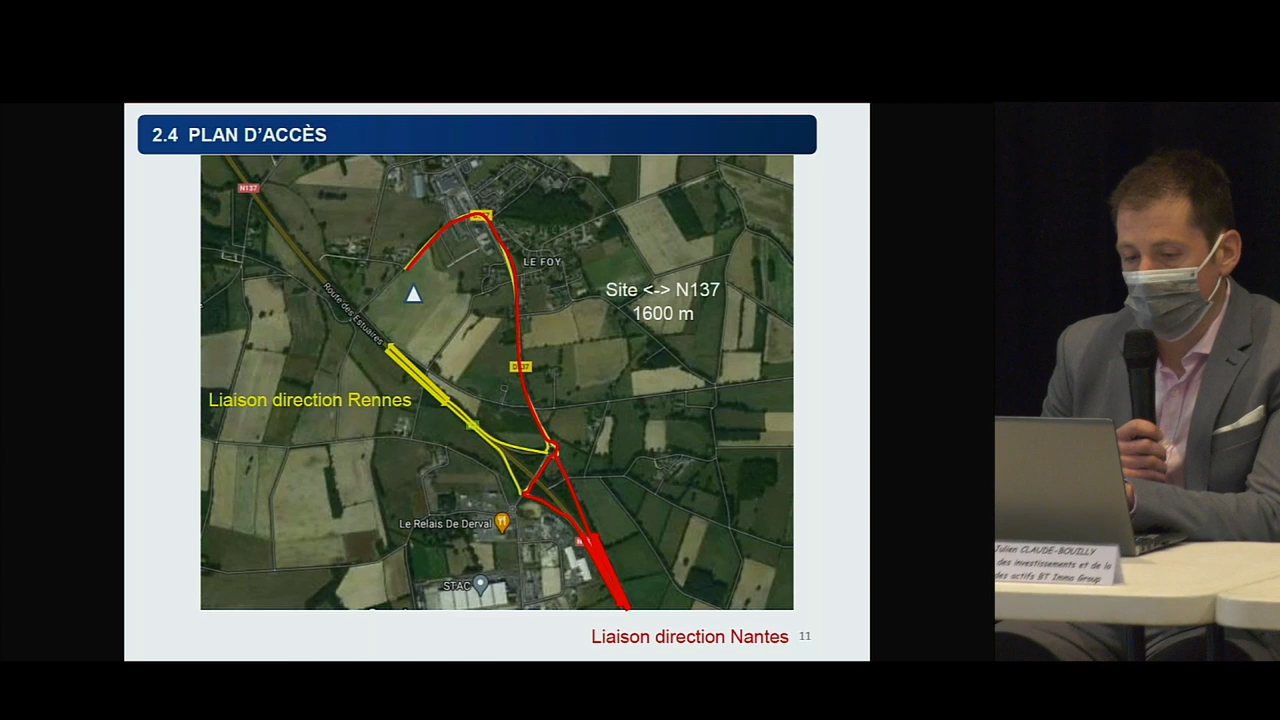 2.4 PLAN D'ACCÈS
N137
LE FOY
Site <-> N137
1600 m
Route des Estuaires
Liaison direction Rennes
Le Relais De Derval
STAC
Liaison direction Nantes
11
Julien CLAUDE-BOUILLY
des investissements et de la
des actifs BT Immo Group